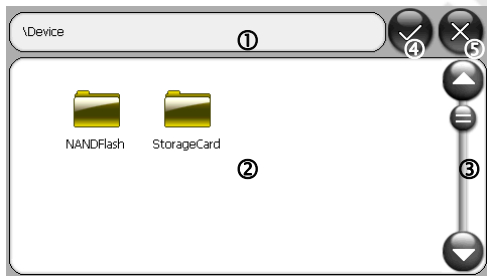 \Device
①
④
⑤
NANDFlash StorageCard
②
③